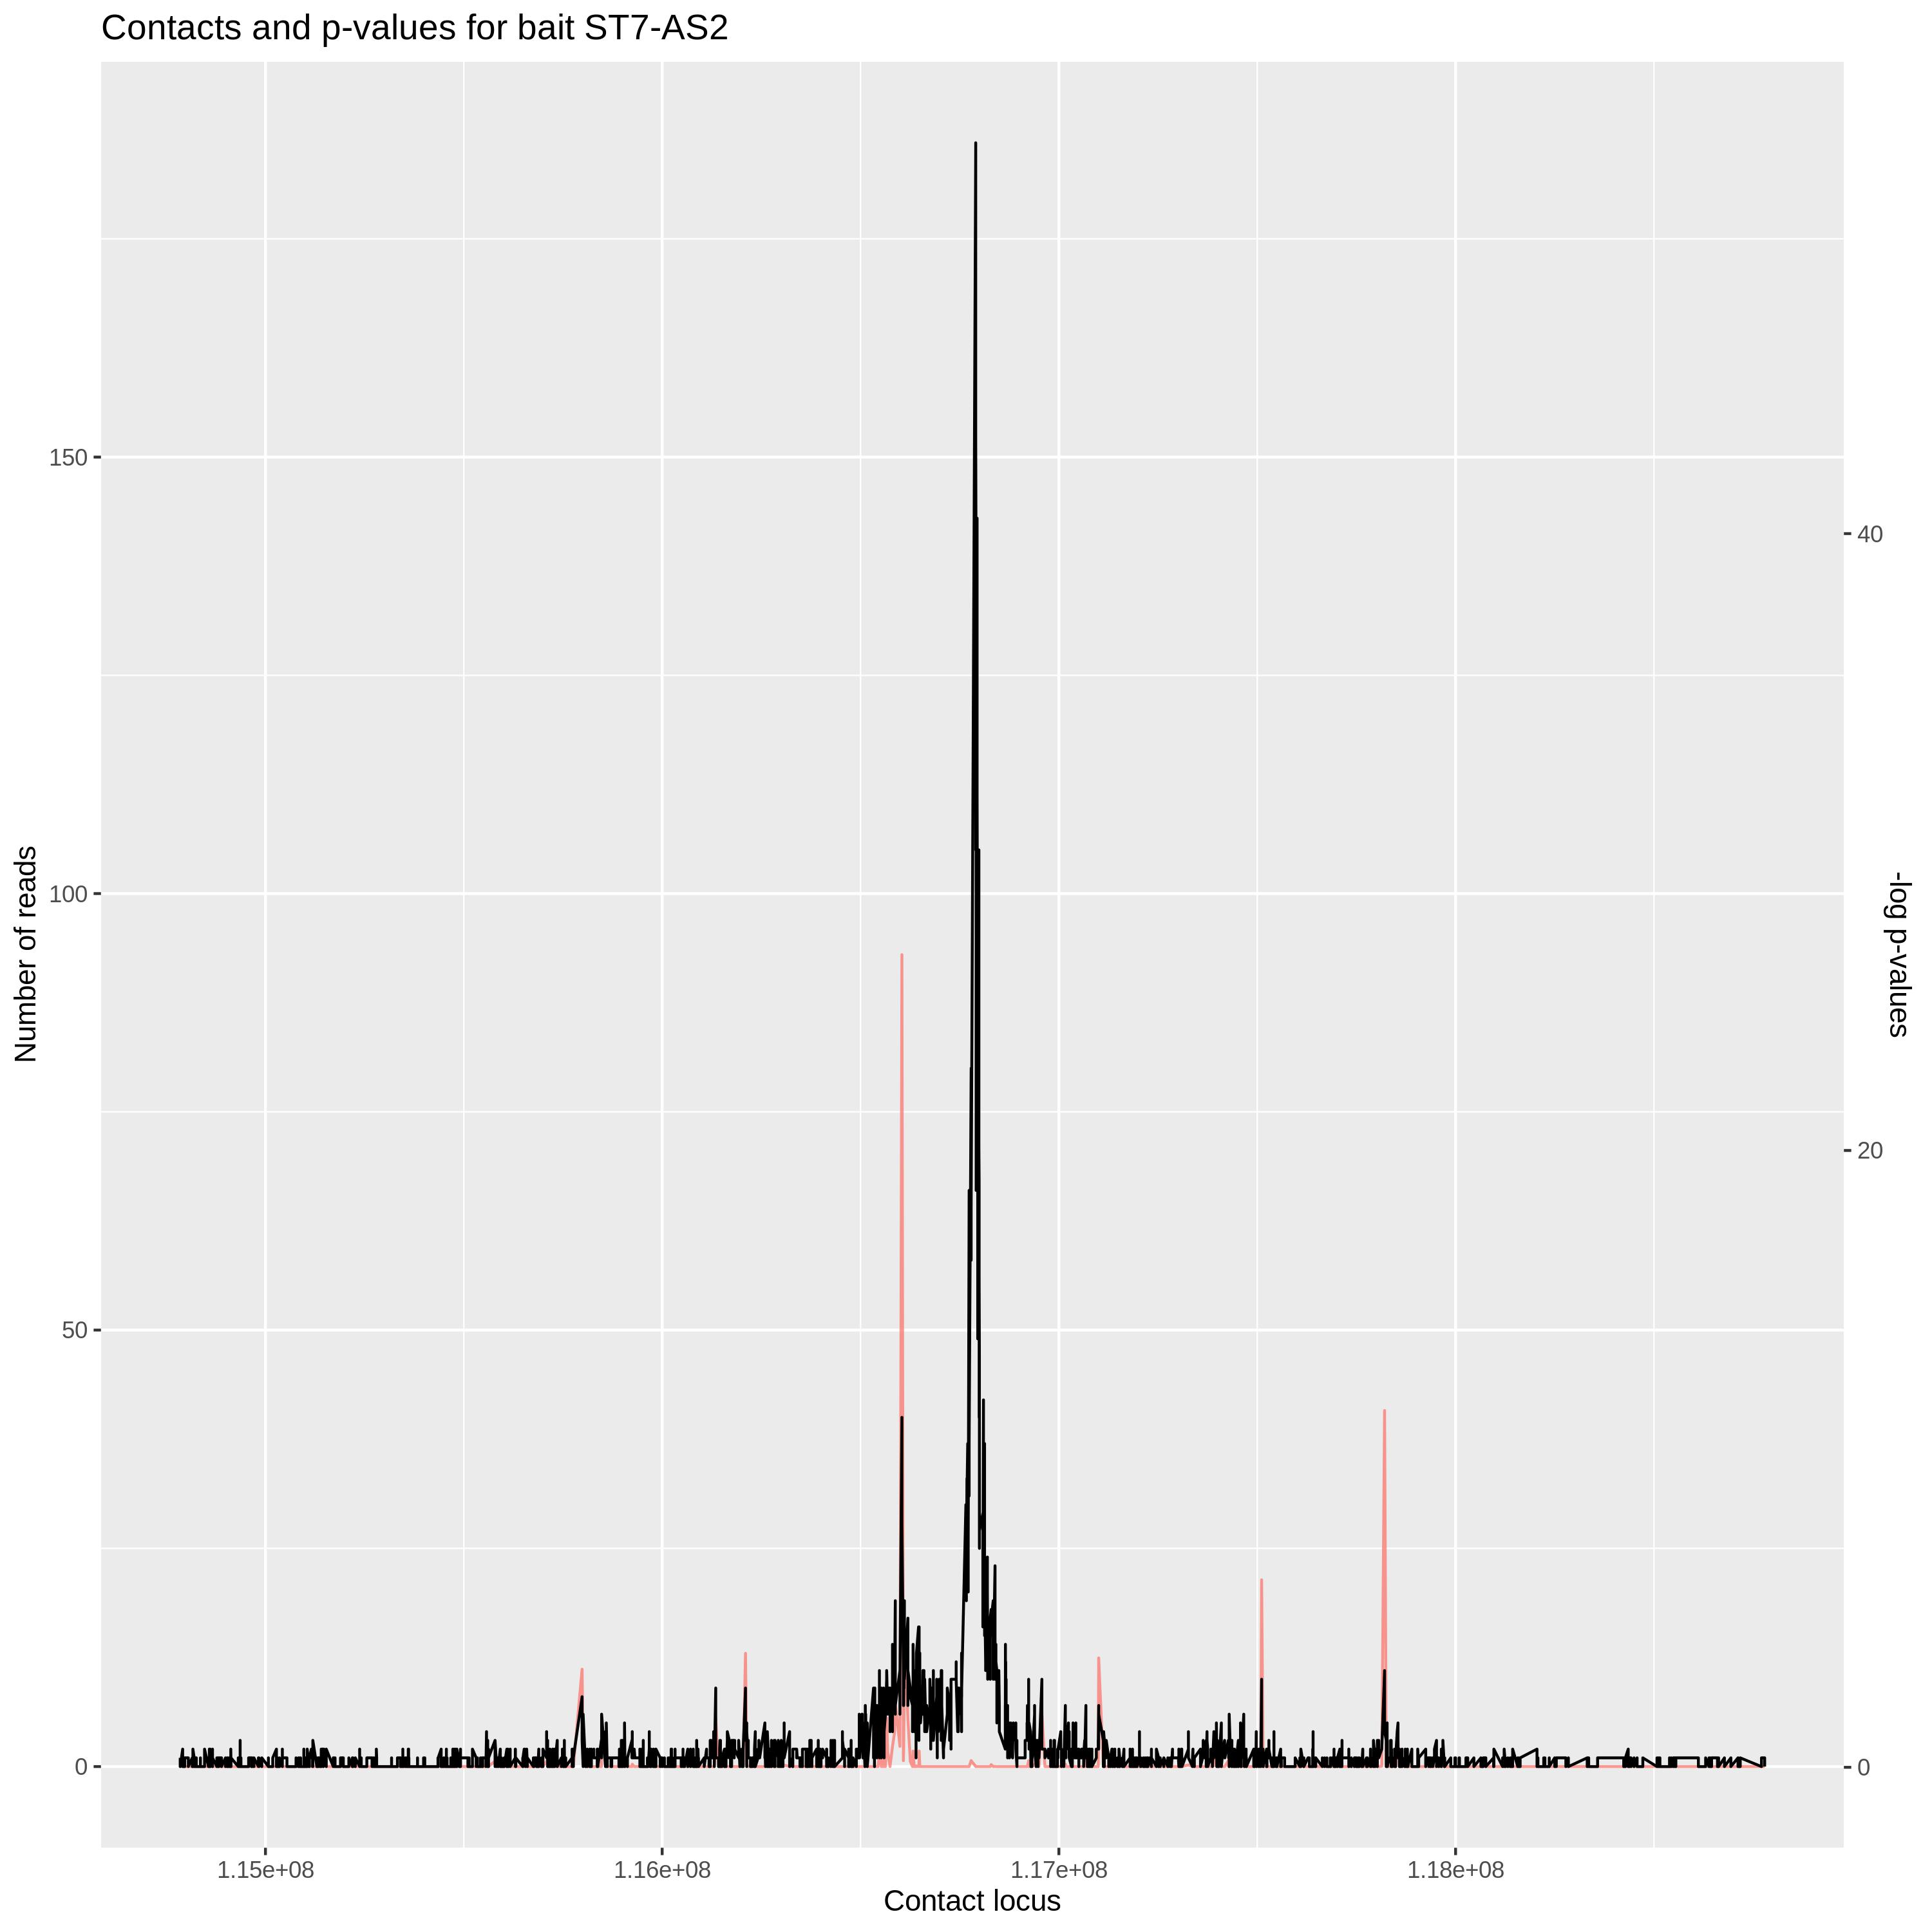 Contacts and p-values for bait ST7-AS2
150
100
50
0
Number of reads
40
20
0
-log p-values
1.15e+08
1.16e+08
1.17e+08
1.18e+08
Contact locus